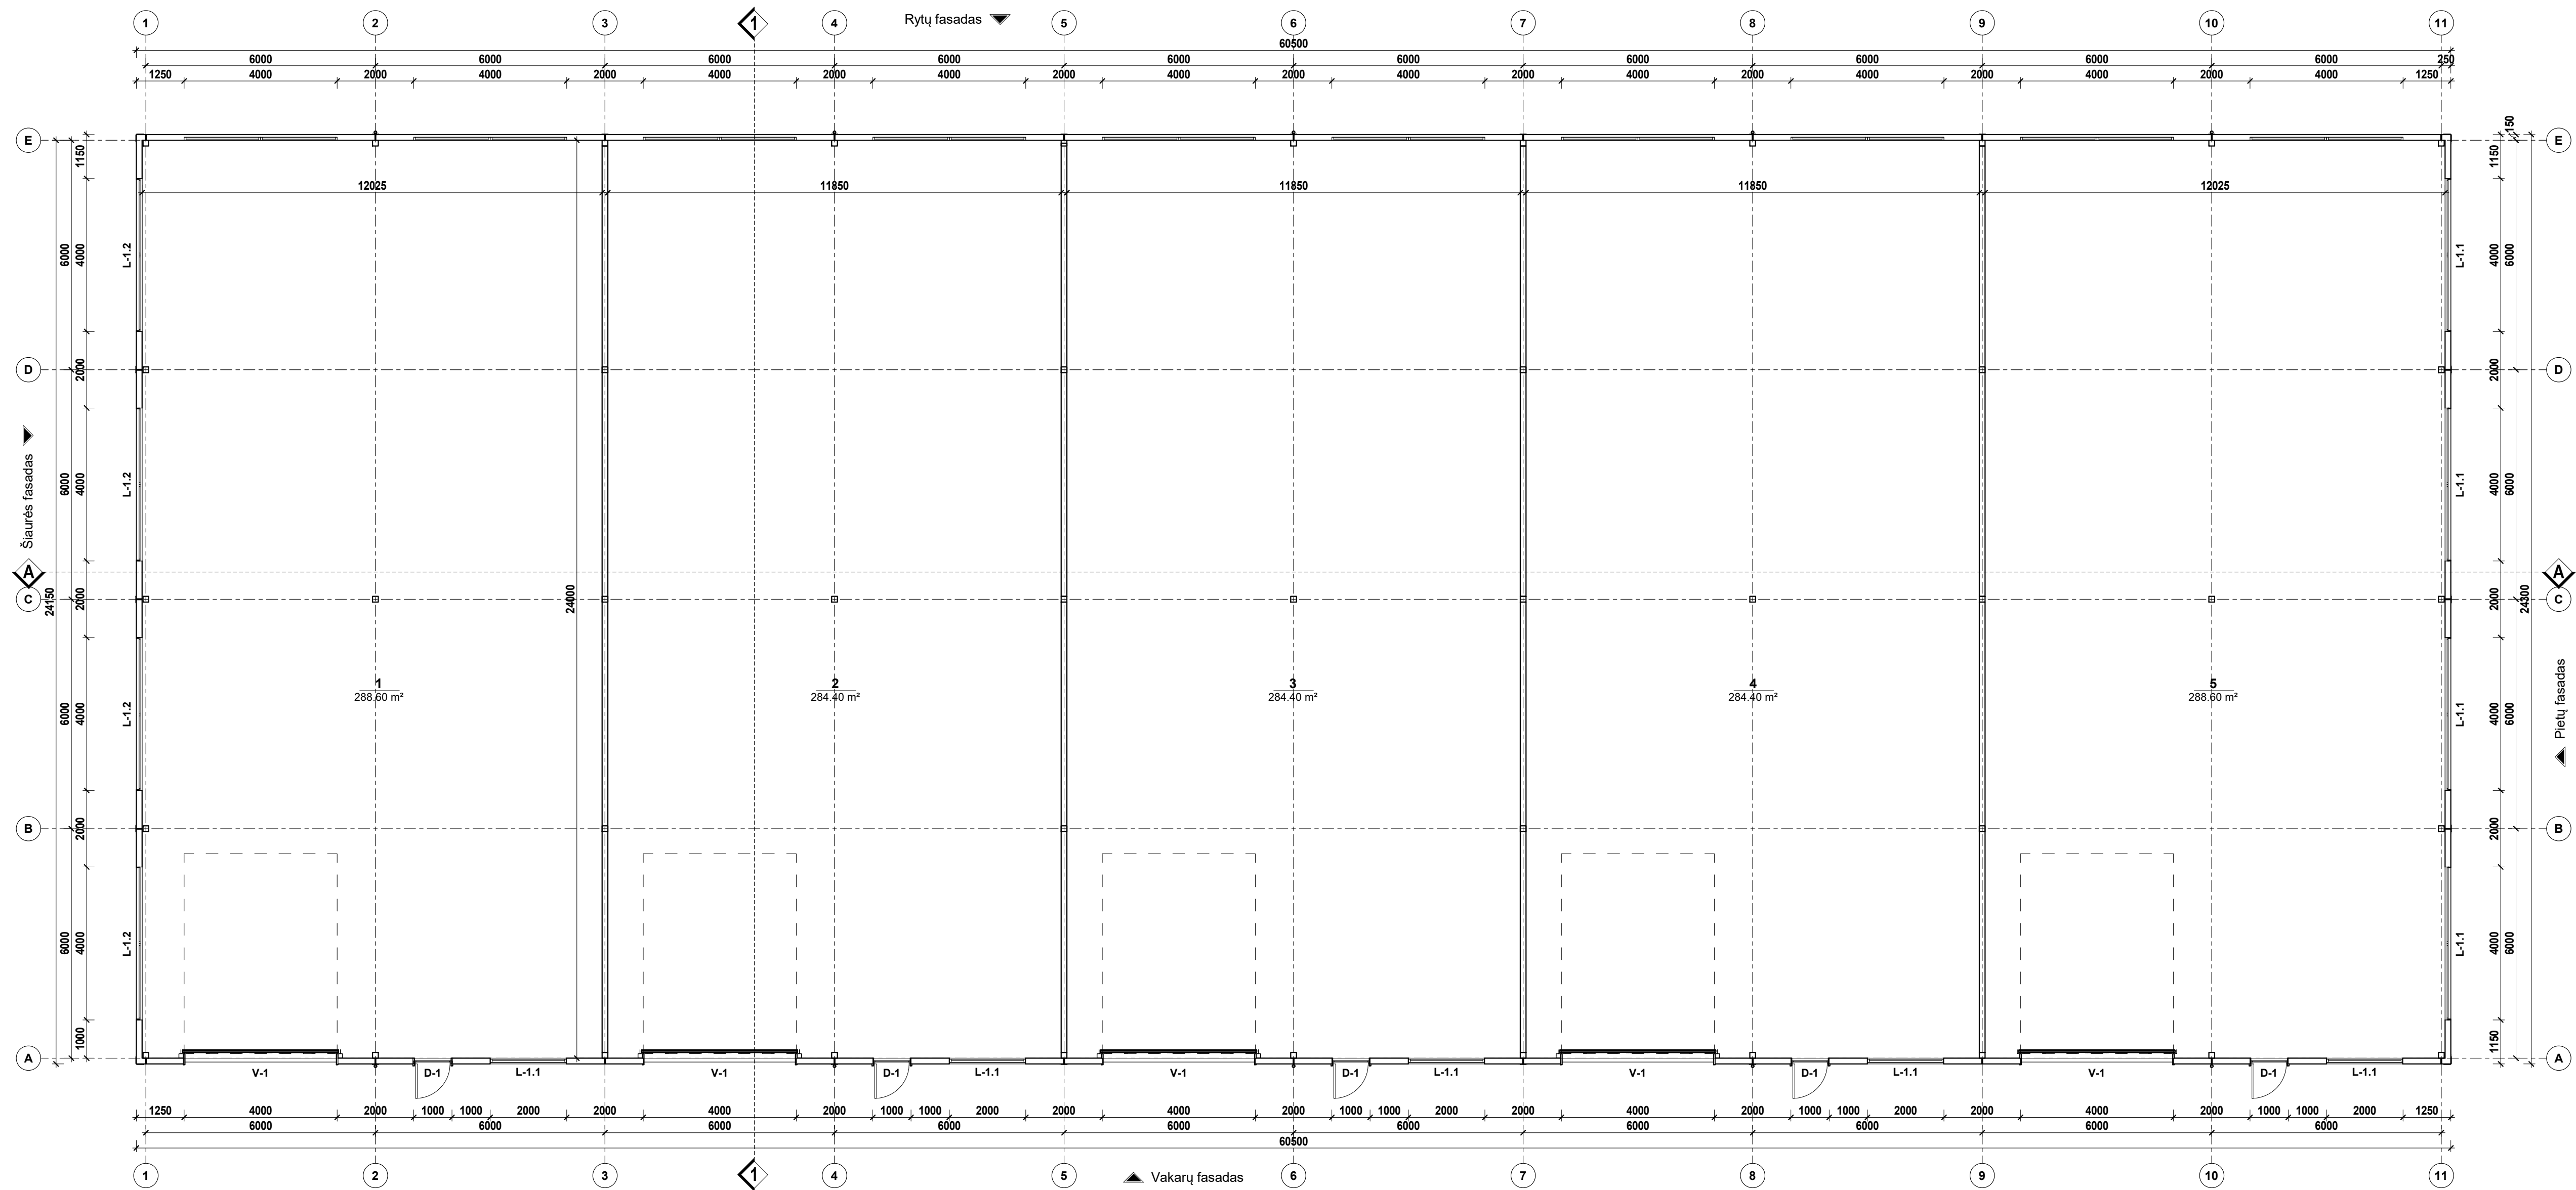 1 2 3 1 4 Rytų fasadas 5 6 7 8 9 10 11
60500
6000 6000 6000 6000 6000 6000 6000 6000 6000 6000 250
1250 4000 2000 4000 2000 4000 2000 4000 2000 4000 2000 4000 2000 4000 2000 4000 2000 4000 2000 4000 1250
150
E E
1150 1150
12025 11850 11850 11850 12025
6000 4000 L-1.2 L-1.1 4000 6000
D 2000 2000 D
Šiaurės fasadas
6000 4000 L-1.2 L-1.1 4000 6000
A A
C 24150 2000 24000 2000 24300 C
1 2 3 4 5
288.60 m² 284.40 m² 284.40 m² 284.40 m² 288.60 m²
6000 4000 L-1.2 L-1.1 4000 6000
Pietų fasadas
B 2000 2000 B
6000 4000 L-1.2 L-1.1 4000 6000
1000 1150
A A
V-1 D-1 L-1.1 V-1 D-1 L-1.1 V-1 D-1 L-1.1 V-1 D-1 L-1.1 V-1 D-1 L-1.1
1250 4000 2000 1000 1000 2000 2000 4000 2000 1000 1000 2000 2000 4000 2000 1000 1000 2000 2000 4000 2000 1000 1000 2000 2000 4000 2000 1000 1000 2000 1250
6000 6000 6000 6000 6000 6000 6000 6000 6000 6000
60500
1 2 3 1 4 5 Vakarų fasadas 6 7 8 9 10 11